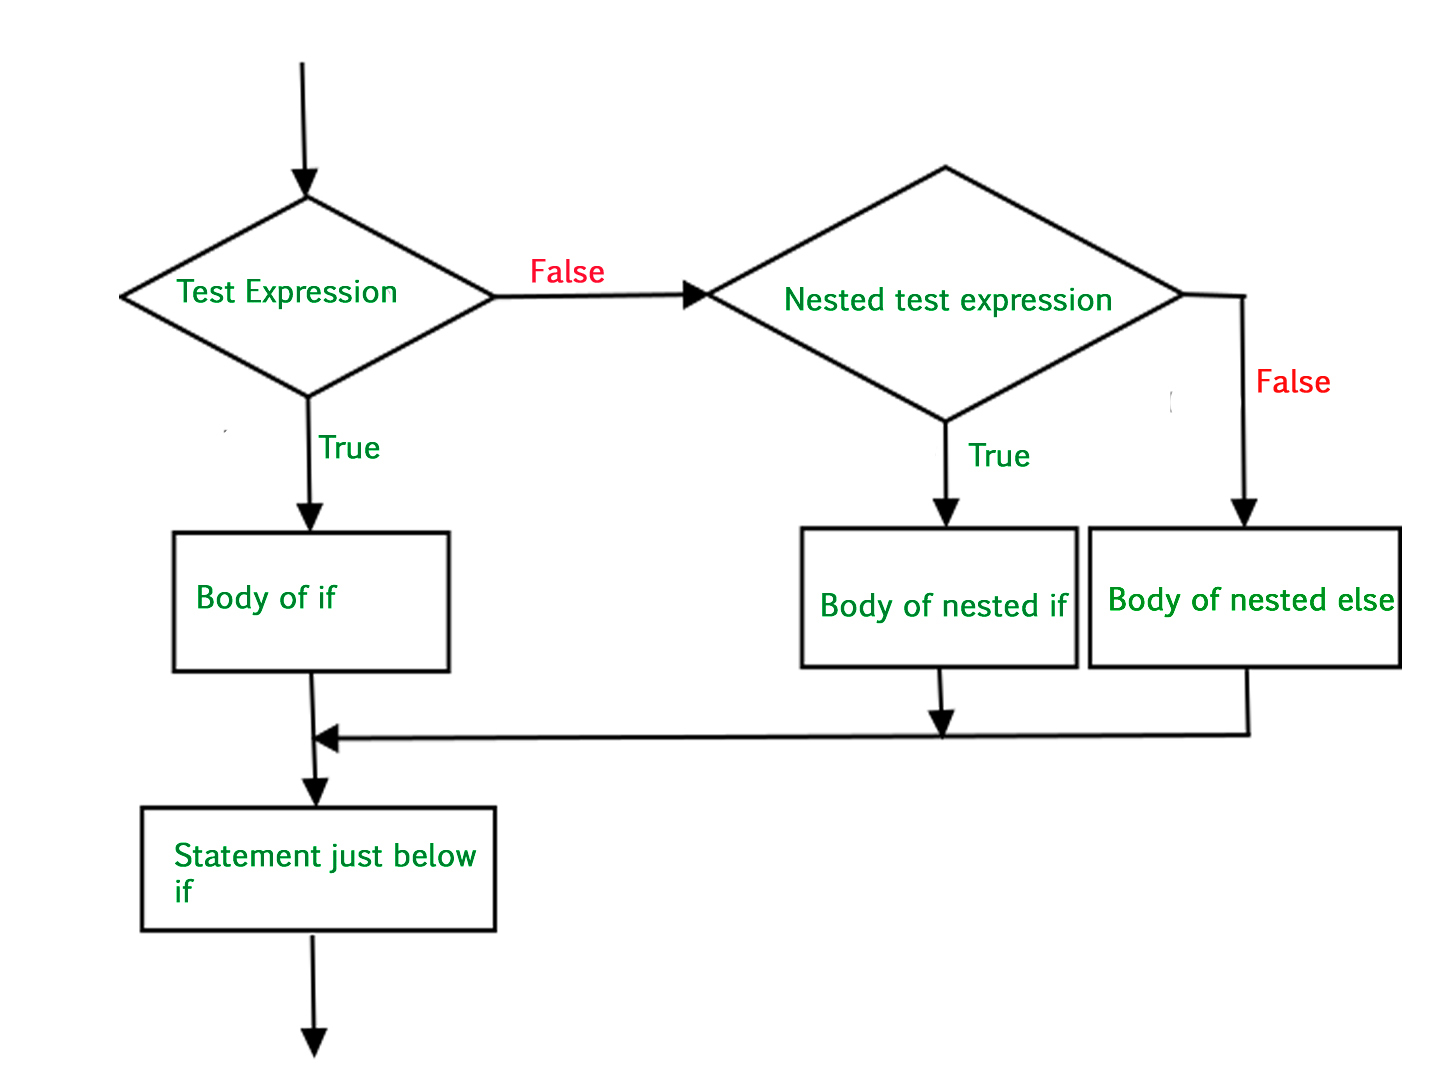 Test Expression
False
Nested test expression
False
True
True
Body of if
Body of nested if
Body of nested else
Statement just below
if